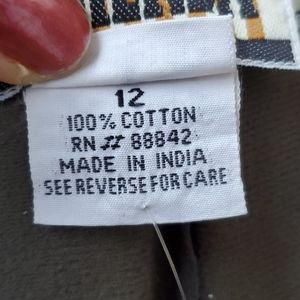 12
100% COTTON
RN # 88842
MADE IN INDIA
SEE REVERSE FOR CARE